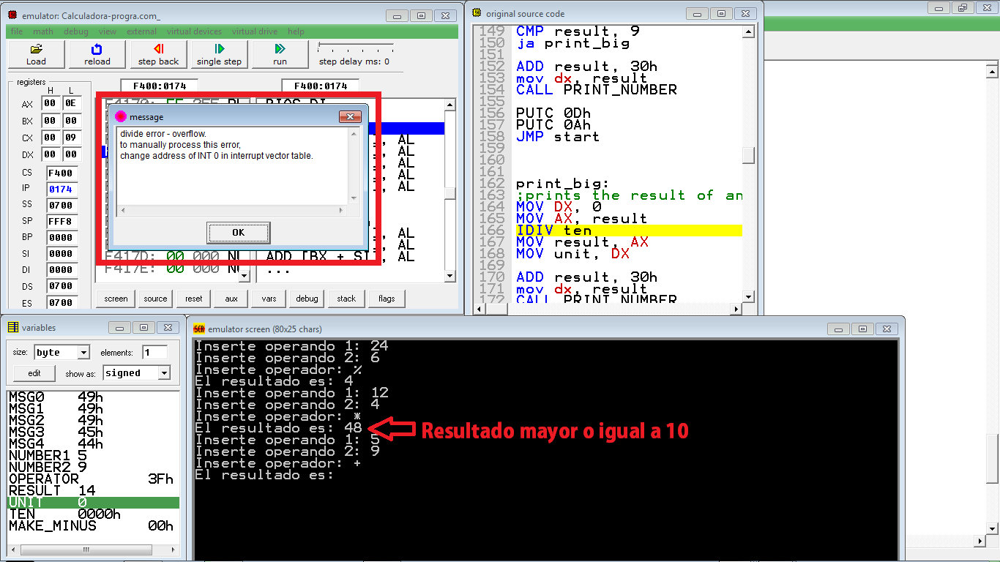 emulator: Calculadora-progra.com_
file math debug view external virtual devices virtual drive help
Load reload step back single step run step delay ms: 0
registers F400:0174 F400:0174
H L
AX 00 0E
BX 00 00
CX 00 09
DX 00 00
CS F400
IP 0174
SS 0700
SP FFF8
BP 0000
SI 0000
DI 0000
DS 0700
ES 0700
BIOS DI
, AL
, AL
, AL
, AL
, AL
, AL
, AL
F417D: 00 000 NU ADD [BX + SI], AL
F417E: 00 000 NU ...
message
divide error - overflow.
to manually process this error,
change address of INT 0 in interrupt vector table.
OK
screen source reset aux vars debug stack flags
original source code
149 CMP result, 9
150 ja print_big
151
152 ADD result, 30h
153 mov dx, result
154 CALL PRINT_NUMBER
155
156 PUTC 0Dh
157 PUTC 0Ah
158 JMP start
159
160
161
162 print_big:
163 ;prints the result of an
164 MOV DX, 0
165 MOV AX, result
166 IDIV ten
167 MOV result, AX
168 MOV unit, DX
169
170 ADD result, 30h
171 mov dx, result
172 CALL PRINT_NUMBER
variables
size: byte elements: 1
edit show as: signed
MSG0 49h
MSG1 49h
MSG2 49h
MSG3 45h
MSG4 44h
NUMBER1 5
NUMBER2 9
OPERATOR 3Fh
RESULT 14
UNIT 0
TEN 0000h
MAKE_MINUS 00h
SCR emulator screen (80x25 chars)
Inserte operando 1: 24
Inserte operando 2: 6
Inserte operador: %
El resultado es: 4
Inserte operando 1: 12
Inserte operando 2: 4
Inserte operador: *
El resultado es: 48 Resultado mayor o igual a 10
Inserte operando 1: 5
Inserte operando 2: 9
Inserte operador: +
El resultado es: